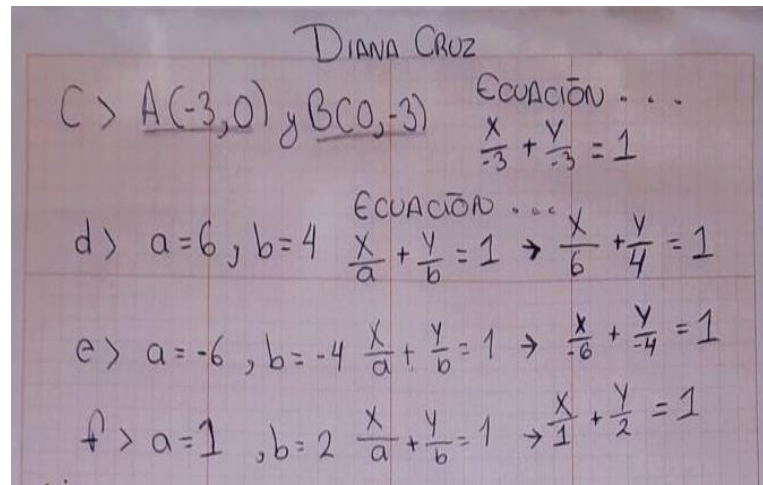 DIANA CRUZ
C> A(-3,0) y B(0,-3) ECUACIÓN...
x/-3 + y/-3 = 1
ECUACIÓN...
d> a=6, b=4 x/a + y/b = 1 → x/6 + y/4 = 1
e> a=-6, b=-4 x/a + y/b = 1 → x/-6 + y/-4 = 1
f> a=1, b=2 x/a + y/b = 1 → x/1 + y/2 = 1